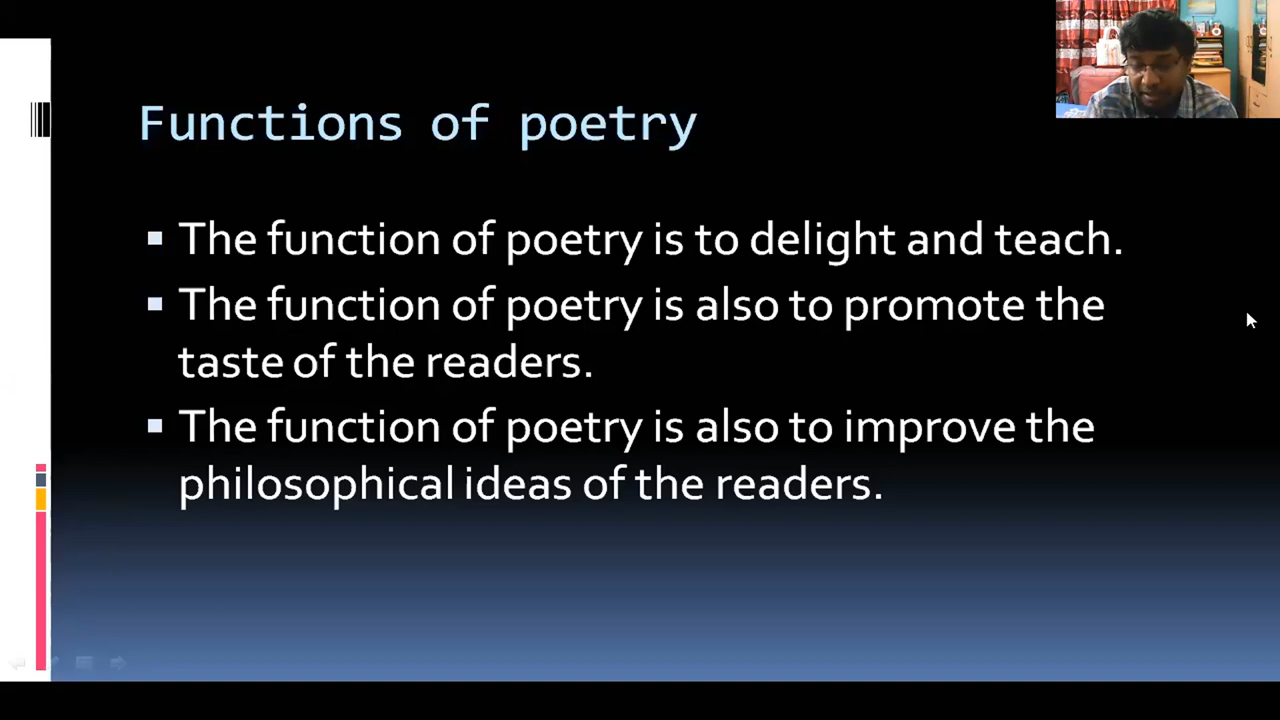 Functions of poetry
The function of poetry is to delight and teach.
The function of poetry is also to promote the
taste of the readers.
The function of poetry is also to improve the
philosophical ideas of the readers.